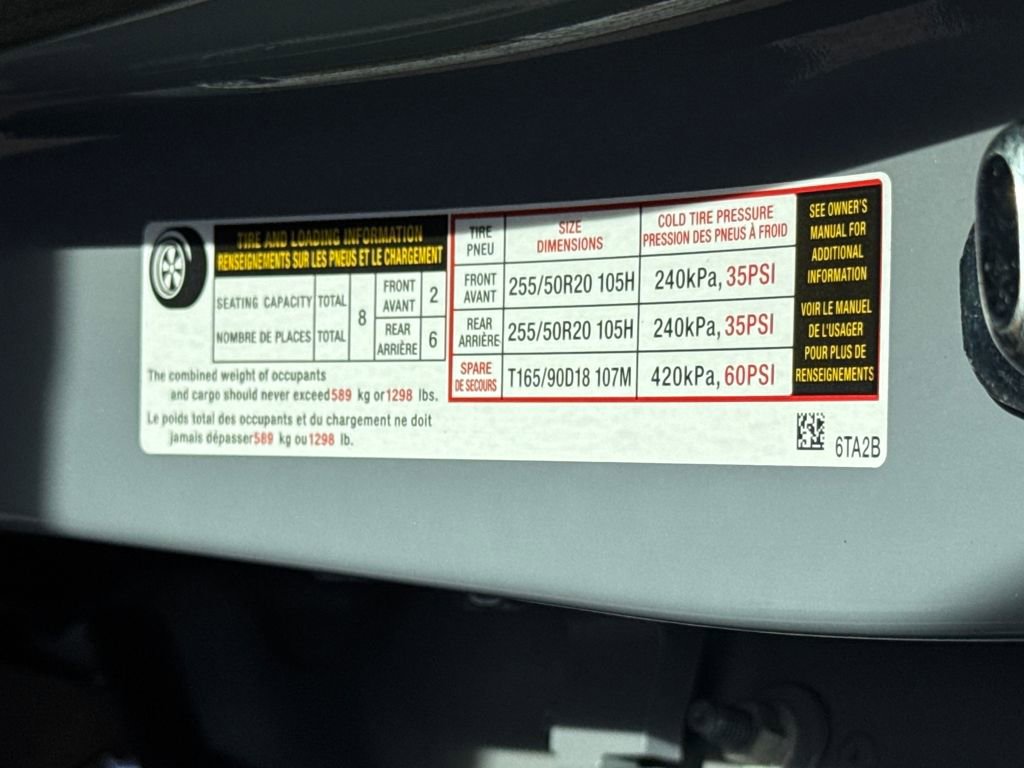 TIRE AND LOADING INFORMATION
RENSEIGNEMENTS SUR LES PNEUS ET LE CHARGEMENT
SEATING CAPACITY TOTAL 8 FRONT AVANT 2
NOMBRE DE PLACES TOTAL REAR ARRIÈRE 6
The combined weight of occupants
and cargo should never exceed 589 kg or 1298 lbs.
Le poids total des occupants et du chargement ne doit
jamais dépasser 589 kg ou 1298 lb.
TIRE PNEU SIZE DIMENSIONS COLD TIRE PRESSURE PRESSION DES PNEUS À FROID
FRONT AVANT 255/50R20 105H 240kPa, 35PSI
REAR ARRIÈRE 255/50R20 105H 240kPa, 35PSI
SPARE DE SECOURS T165/90D18 107M 420kPa, 60PSI
SEE OWNER'S
MANUAL FOR
ADDITIONAL
INFORMATION
VOIR LE MANUEL
DE L'USAGER
POUR PLUS DE
RENSEIGNEMENTS
6TA2B